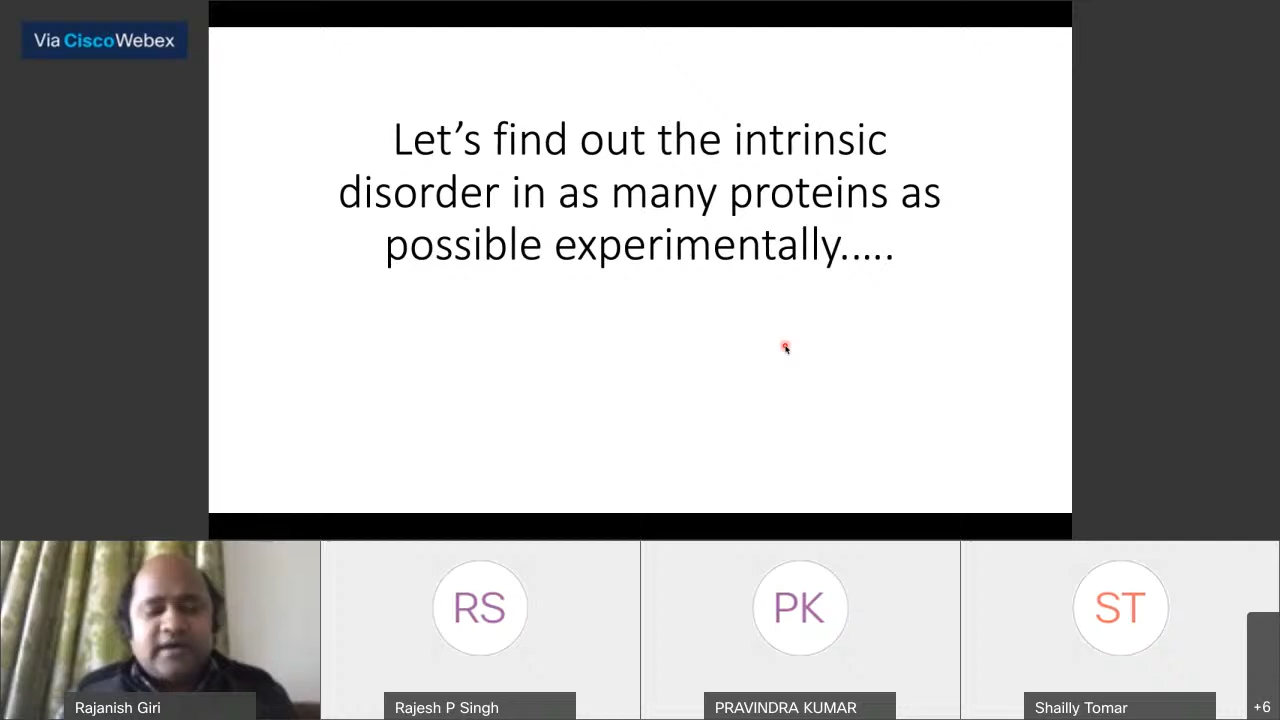 Via CiscoWebex
Let’s find out the intrinsic
disorder in as many proteins as
possible experimentally.....
RS
PK
ST
Rajanish Giri
Rajesh P Singh
PRAVINDRA KUMAR
Shailly Tomar
+6